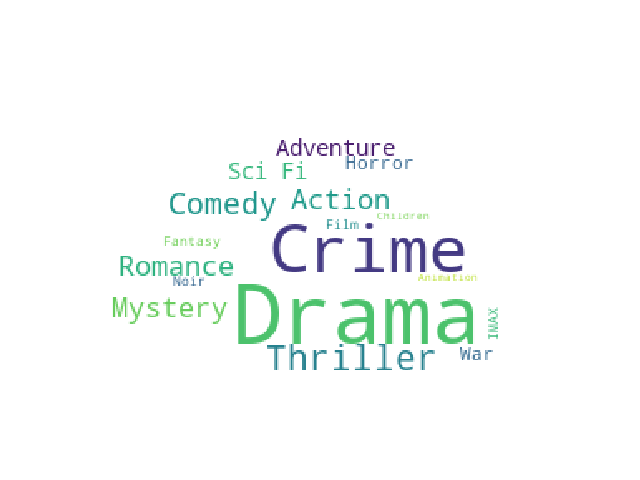 Adventure
Horror
Sci Fi
Comedy Action
Children
Film
Crime
Fantasy
Romance
Animation
Noir
Mystery Drama
IMAX
Thriller War